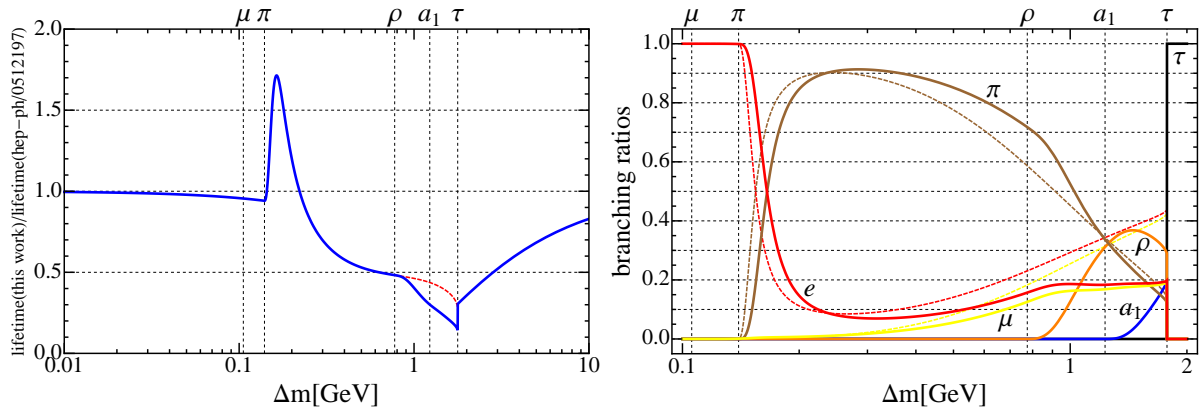 μ π ρ a1 τ
2.0
1.5
1.0
0.5
0.0
lifetime(this work)/lifetime(hep-ph/0512197)
0.01 0.1 1 10
Δm[GeV]
μ π ρ a1 τ
1.0
0.8
0.6
0.4
0.2
0.0
branching ratios
τ
π
ρ
e
μ
a1
0.1 1 2
Δm[GeV]